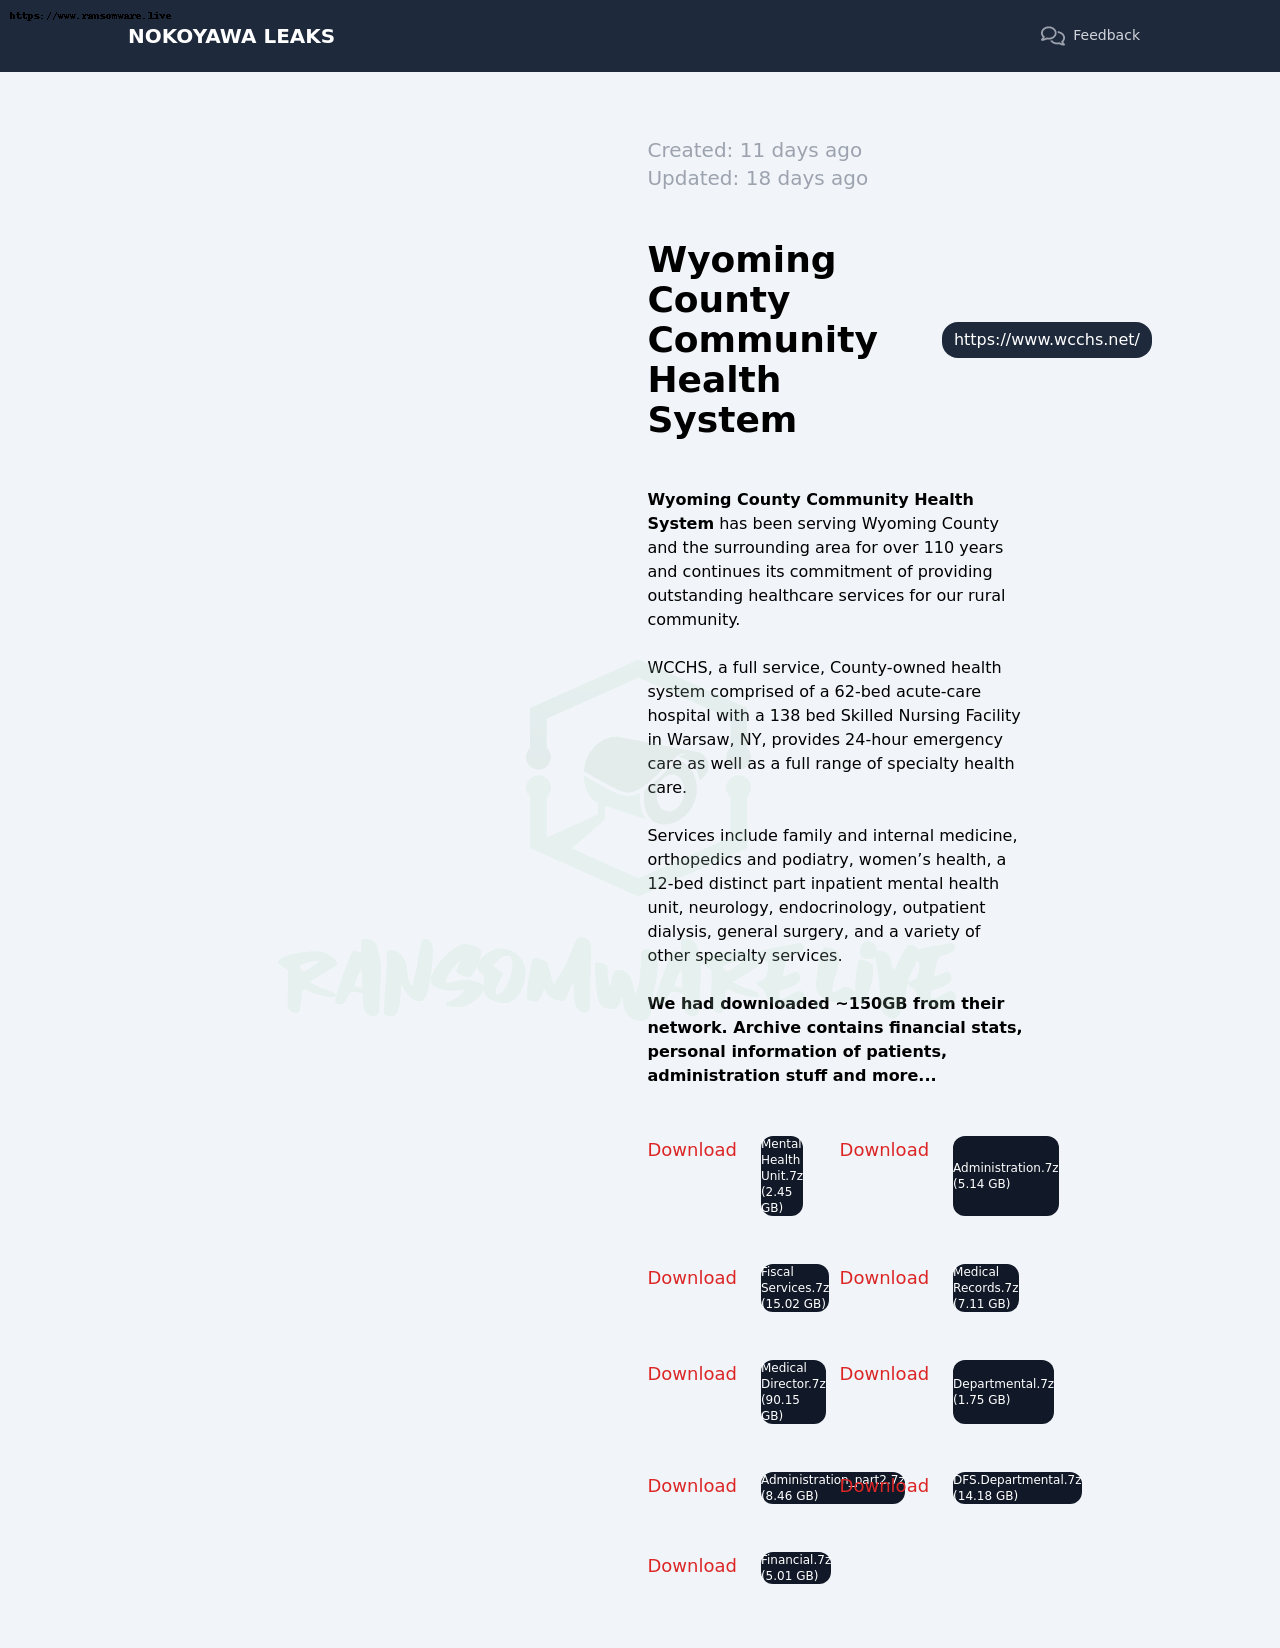 https://www.ransomware.live
NOKOYAWA LEAKS
Feedback
Created: 11 days ago
Updated: 18 days ago
Wyoming
County
Community
Health
System
https://www.wcchs.net/
Wyoming County Community Health
System has been serving Wyoming County
and the surrounding area for over 110 years
and continues its commitment of providing
outstanding healthcare services for our rural
community.
WCCHS, a full service, County-owned health
system comprised of a 62-bed acute-care
hospital with a 138 bed Skilled Nursing Facility
in Warsaw, NY, provides 24-hour emergency
care as well as a full range of specialty health
care.
Services include family and internal medicine,
orthopedics and podiatry, women’s health, a
12-bed distinct part inpatient mental health
unit, neurology, endocrinology, outpatient
dialysis, general surgery, and a variety of
other specialty services.
RANSOMWARE LIVE
We had downloaded ~150GB from their
network. Archive contains financial stats,
personal information of patients,
administration stuff and more...
Download
Mental
Health
Unit.7z
(2.45
GB)
Download
Administration.7z
(5.14 GB)
Download
Fiscal
Services.7z
(15.02 GB)
Download
Medical
Records.7z
(7.11 GB)
Download
Medical
Director.7z
(90.15
GB)
Download
Departmental.7z
(1.75 GB)
Download
Administration_part2.7z
(8.46 GB)
Download
DFS.Departmental.7z
(14.18 GB)
Download
Financial.7z
(5.01 GB)